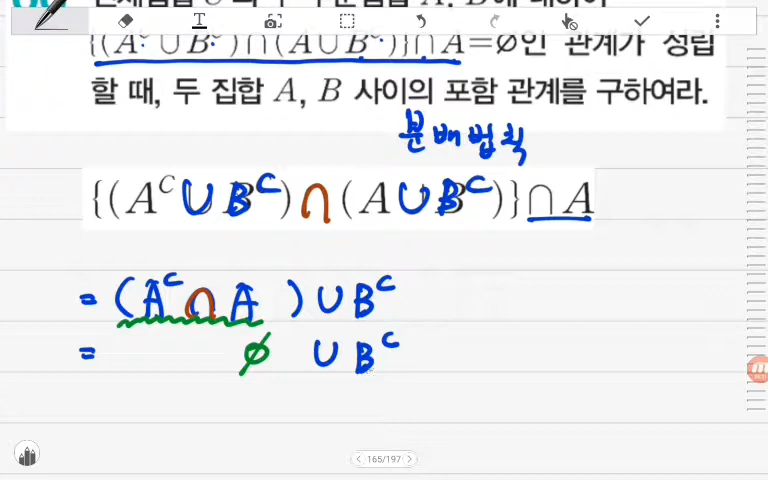 {(Aᶜ∪Bᶜ)∩(A∪Bᶜ)}∩A=∅인 관계가 성립
할 때, 두 집합 A, B 사이의 포함 관계를 구하여라.
분배법칙
{(Aᶜ∪Bᶜ)∩(A∪Bᶜ)}∩A
= (Aᶜ∩A)∪Bᶜ
= ∅ ∪Bᶜ
165/197